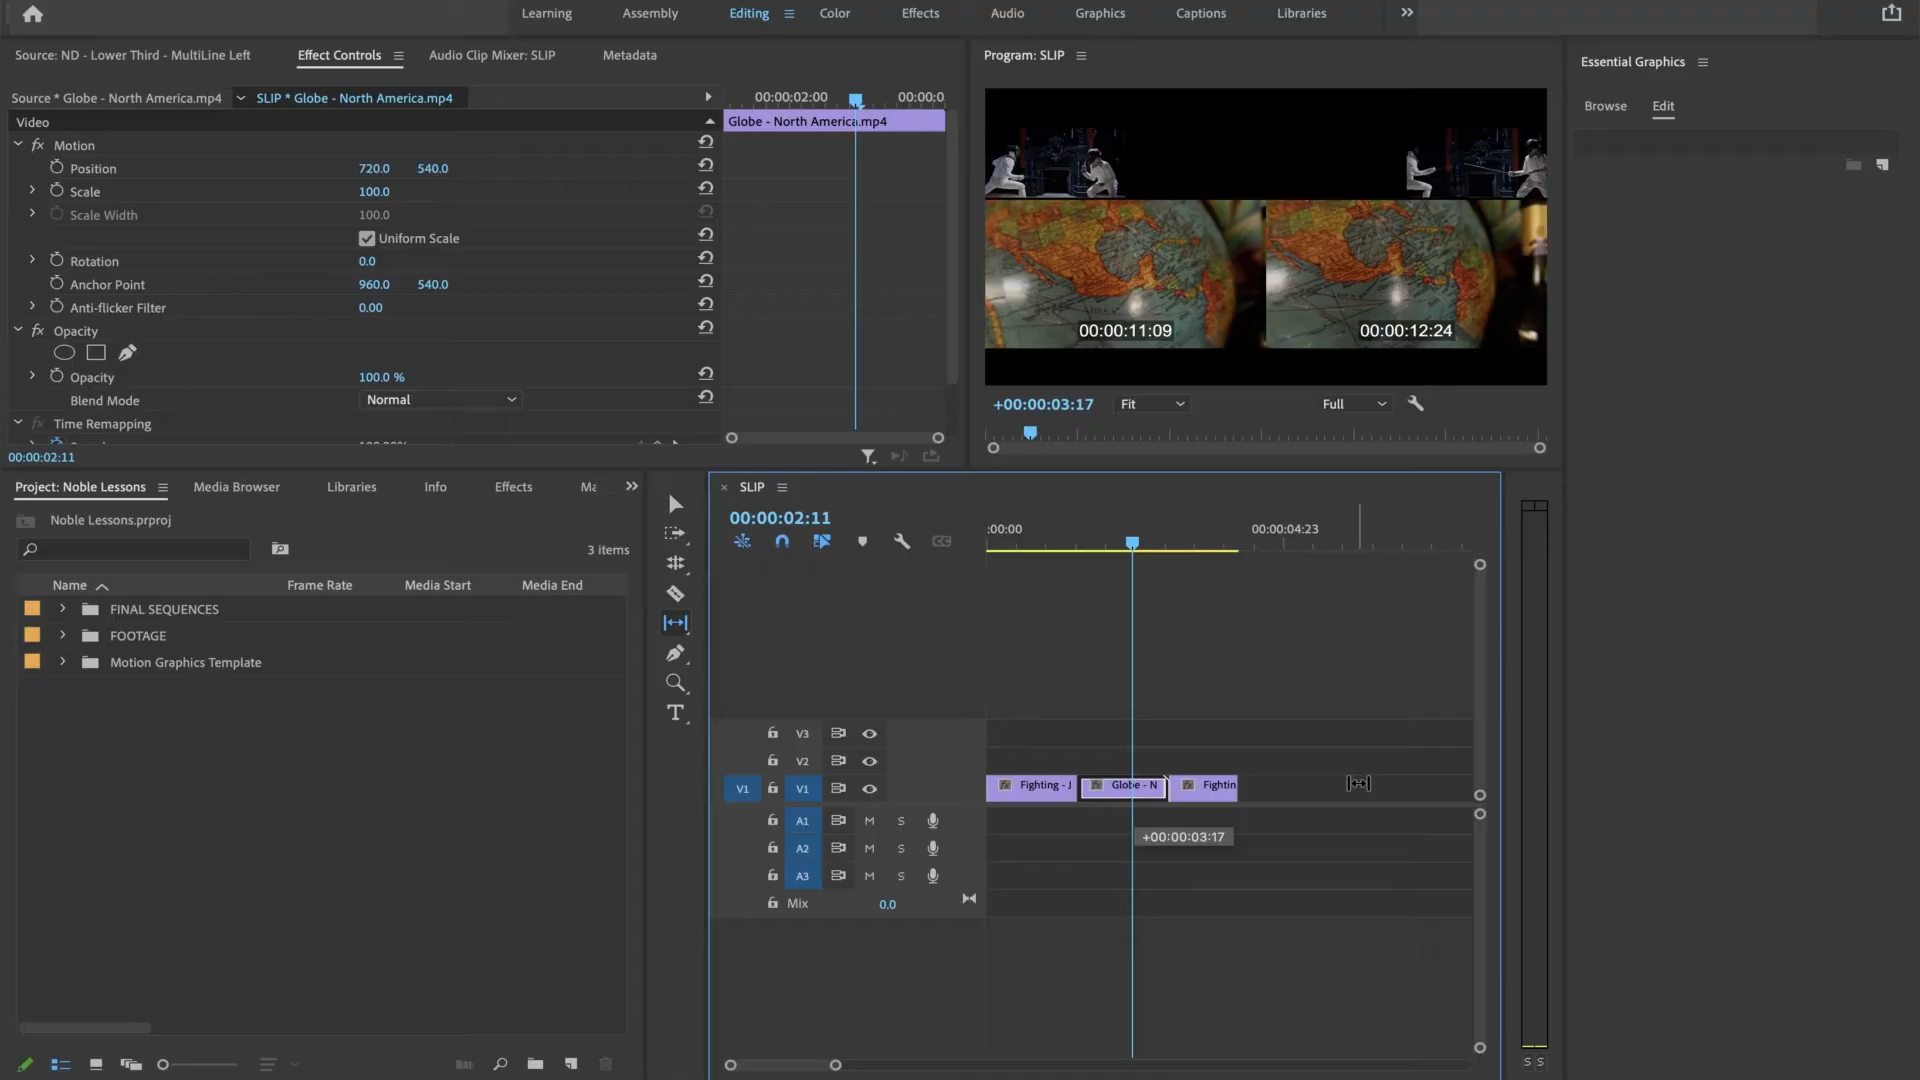 Learning Assembly Editing Color Effects Audio Graphics Captions Libraries
Source: ND - Lower Third - MultiLine Left Effect Controls Audio Clip Mixer: SLIP Metadata
Source * Globe - North America.mp4 SLIP * Globe - North America.mp4
00:00:02:00 00:00:0
Video
Globe - North America.mp4
Motion
Position 720.0 540.0
Scale 100.0
Scale Width 100.0
Uniform Scale
Rotation 0.0
Anchor Point 960.0 540.0
Anti-flicker Filter 0.00
Opacity
Opacity 100.0 %
Blend Mode Normal
Time Remapping
00:00:02:11
Program: SLIP
00:00:11:09 00:00:12:24
+00:00:03:17 Fit Full
Essential Graphics
Browse Edit
Project: Noble Lessons Media Browser Libraries Info Effects Ma
Noble Lessons.prproj
3 items
Name Frame Rate Media Start Media End
FINAL SEQUENCES
FOOTAGE
Motion Graphics Template
SLIP
00:00:02:11
:00:00 00:00:04:23
V3
V2
V1 V1
Fighting - J Globe - N Fightin
A1 M S
+00:00:03:17
A2 M S
A3 M S
Mix 0.0
S S